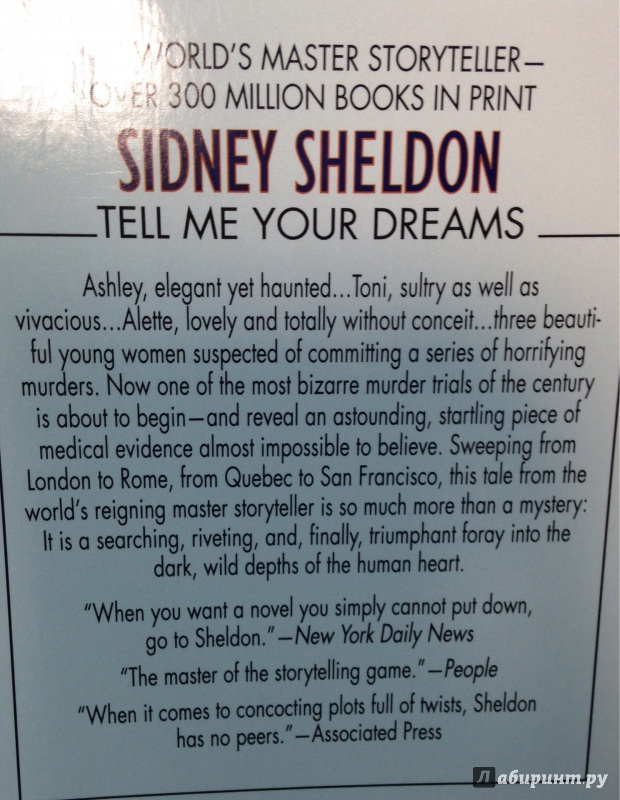 WORLD'S MASTER STORYTELLER—
OVER 300 MILLION BOOKS IN PRINT
SIDNEY SHELDON
TELL ME YOUR DREAMS
Ashley, elegant yet haunted...Toni, sultry as well as
vivacious...Alette, lovely and totally without conceit...three beauti-
ful young women suspected of committing a series of horrifying
murders. Now one of the most bizarre murder trials of the century
is about to begin—and reveal an astounding, startling piece of
medical evidence almost impossible to believe. Sweeping from
London to Rome, from Quebec to San Francisco, this tale from the
world's reigning master storyteller is so much more than a mystery:
It is a searching, riveting, and, finally, triumphant foray into the
dark, wild depths of the human heart.
"When you want a novel you simply cannot put down,
go to Sheldon."—New York Daily News
"The master of the storytelling game."—People
"When it comes to concocting plots full of twists, Sheldon
has no peers."—Associated Press
Лабиринт.ру